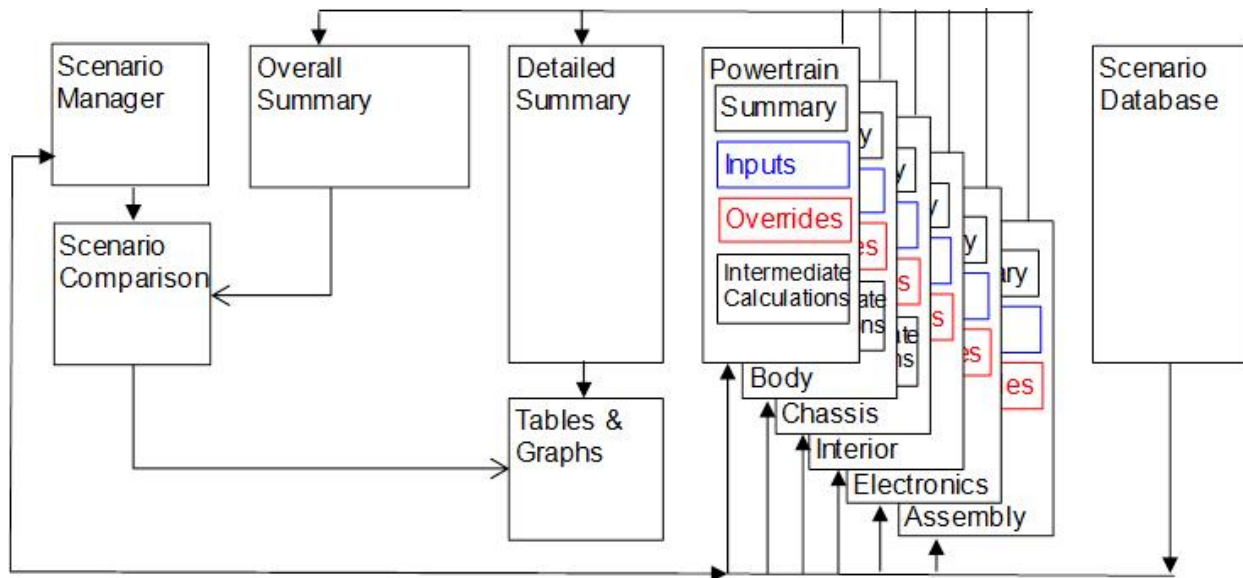 Scenario
Manager
Overall
Summary
Detailed
Summary
Powertrain
Summary
Inputs
Overrides
Intermediate
Calculations
Scenario
Database
Scenario
Comparison
Tables &
Graphs
Body
Chassis
Interior
Electronics
Assembly